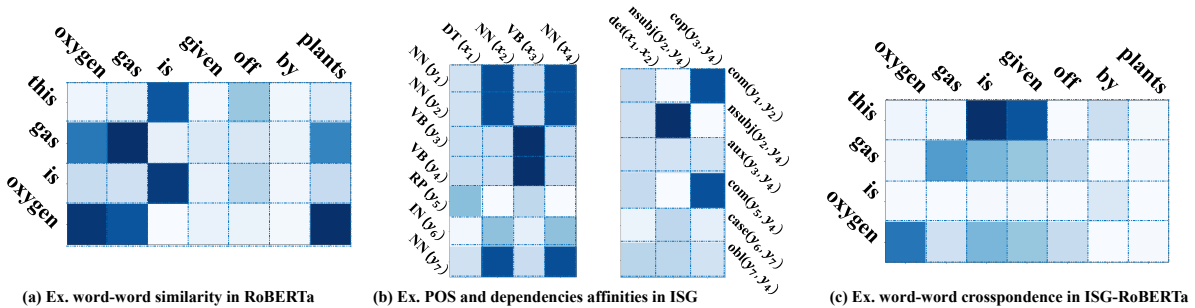 oxygen gas is given off by plants
this
gas
is
oxygen
(a) Ex. word-word similarity in RoBERTa
DT (x₁) NN (x₂) VB (x₃) NN (x₄)
NN (y₁)
NN (y₂)
VB (y₃)
VB (y₄)
RP (y₅)
IN (y₆)
NN (y₇)
det(x₁, x₂) nsubj(y₂, y₄) cop(y₃, y₄)
com(y₁, y₂)
nsubj(y₂, y₄)
aux(y₃, y₄)
com(y₅, y₄)
case(y₆, y₇)
obl(y₇, y₄)
(b) Ex. POS and dependencies affinities in ISG
oxygen gas is given off by plants
this
gas
is
oxygen
(c) Ex. word-word crosspondence in ISG-RoBERTa